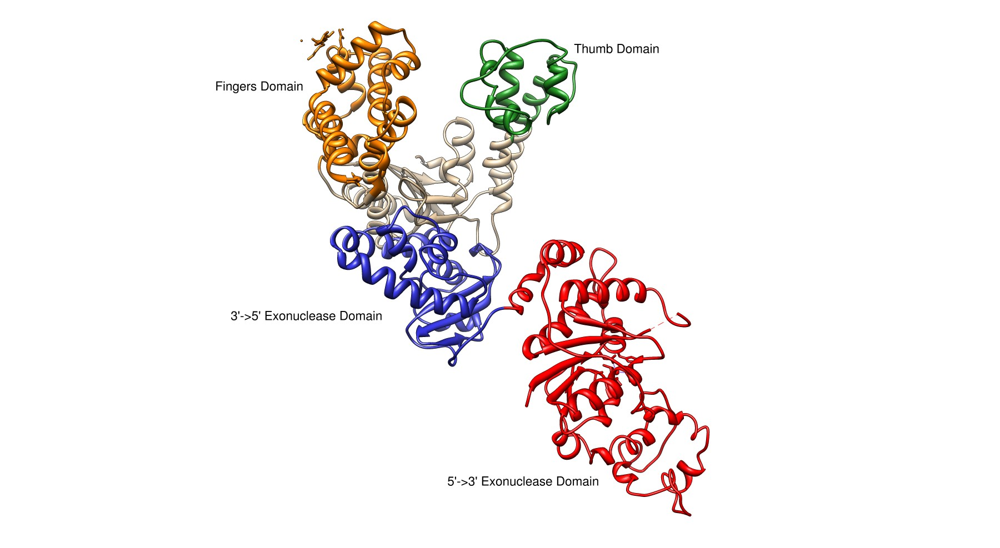 Thumb Domain
Fingers Domain
3'->5' Exonuclease Domain
5'->3' Exonuclease Domain